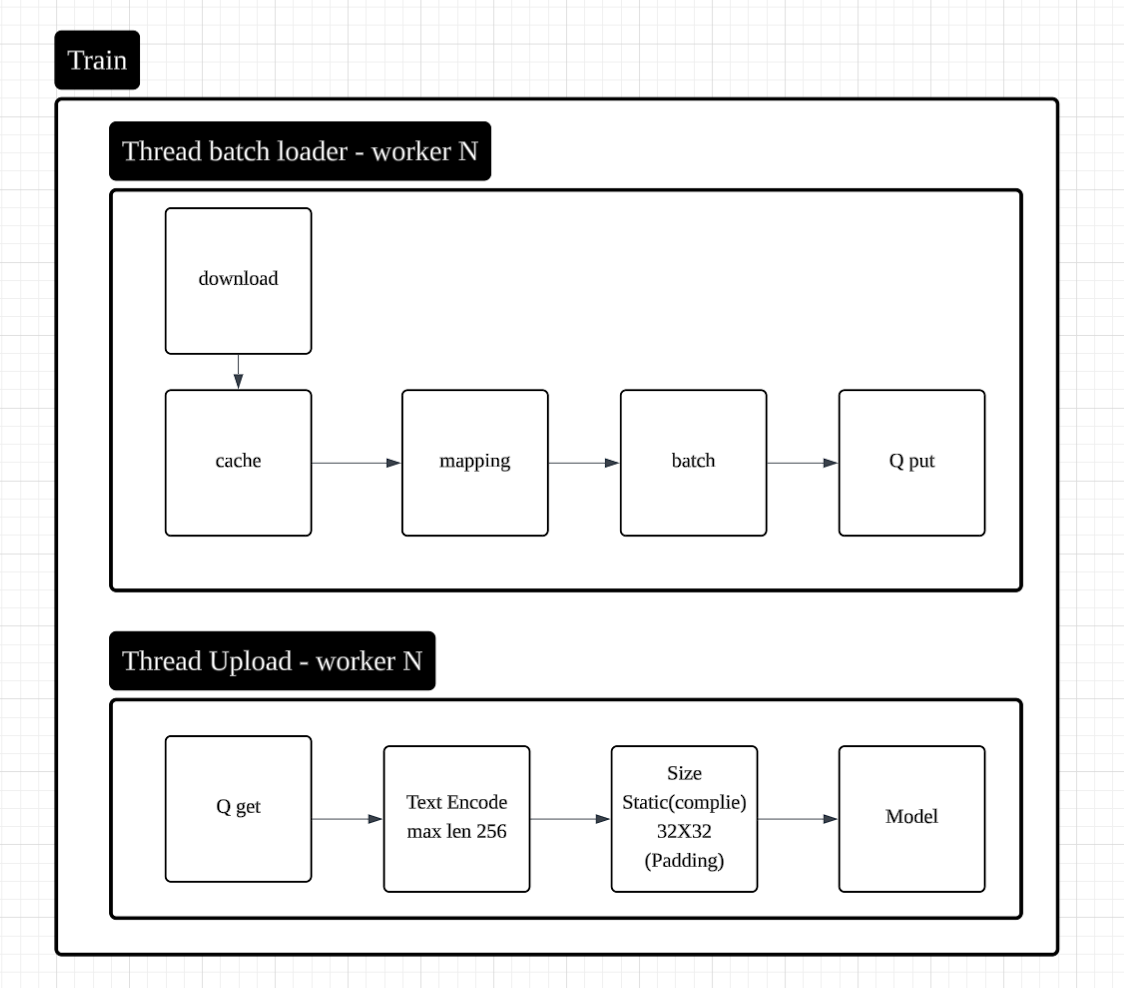 Train
Thread batch loader - worker N
download
cache
mapping
batch
Q put
Thread Upload - worker N
Q get
Text Encode
max len 256
Size
Static(complie)
32X32
(Padding)
Model